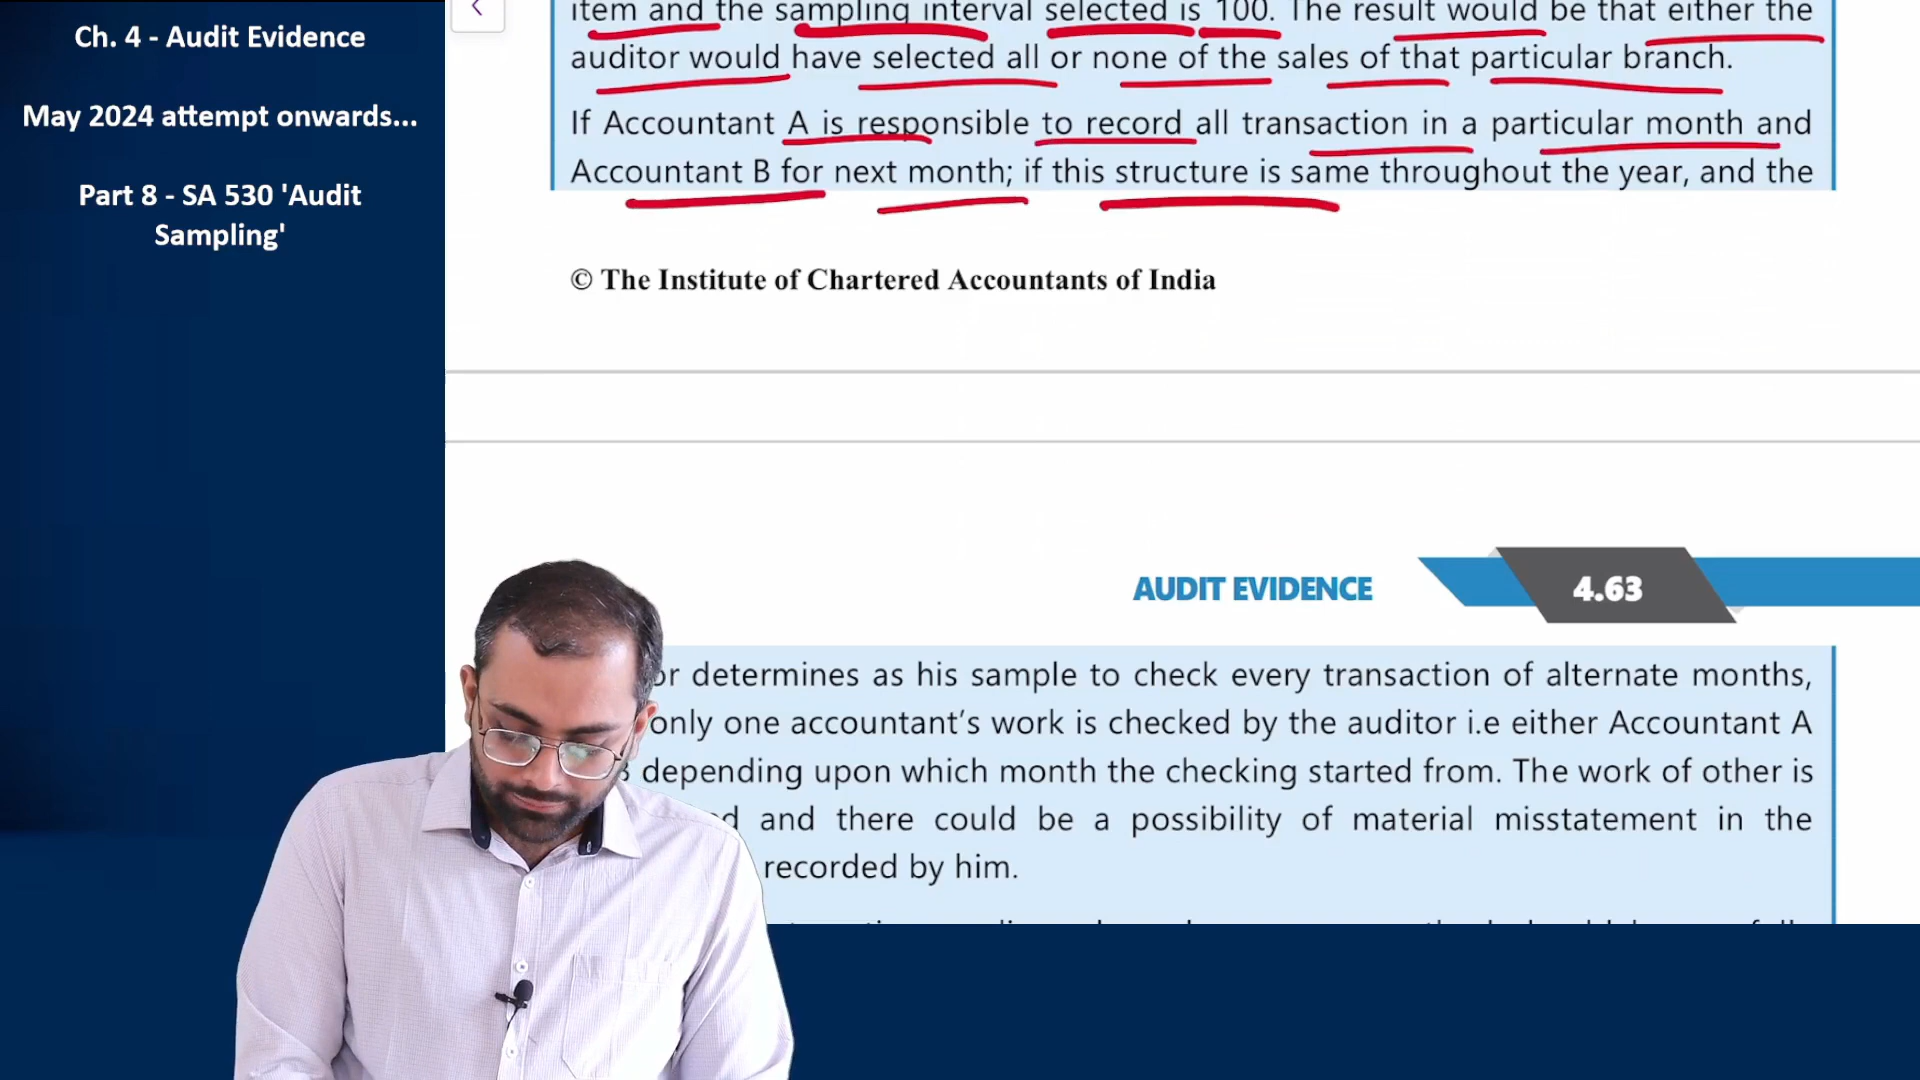 Ch. 4 - Audit Evidence
May 2024 attempt onwards...
Part 8 - SA 530 'Audit
Sampling'
item and the sampling interval selected is 100. The result would be that either the
auditor would have selected all or none of the sales of that particular branch.
If Accountant A is responsible to record all transaction in a particular month and
Accountant B for next month; if this structure is same throughout the year, and the
© The Institute of Chartered Accountants of India
AUDIT EVIDENCE
4.63
determines as his sample to check every transaction of alternate months,
only one accountant's work is checked by the auditor i.e either Accountant A
depending upon which month the checking started from. The work of other is
and there could be a possibility of material misstatement in the
recorded by him.